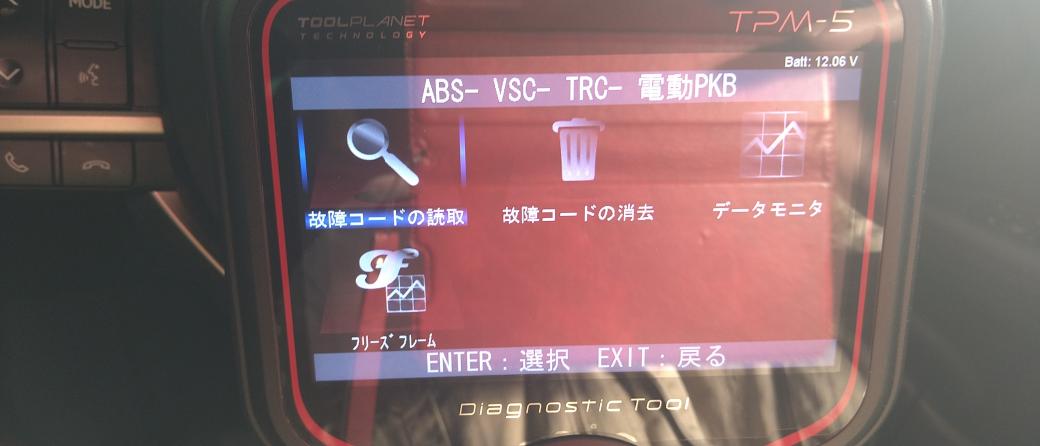 MODE
TOOLPLANET
TECHNOLOGY
TPM-5
Batt: 12.06 V
ABS- VSC- TRC- 電動PKB
故障コードの読取
故障コードの消去
データモニタ
フリーズフレーム
ENTER：選択 EXIT：戻る
Diagnostic Tool